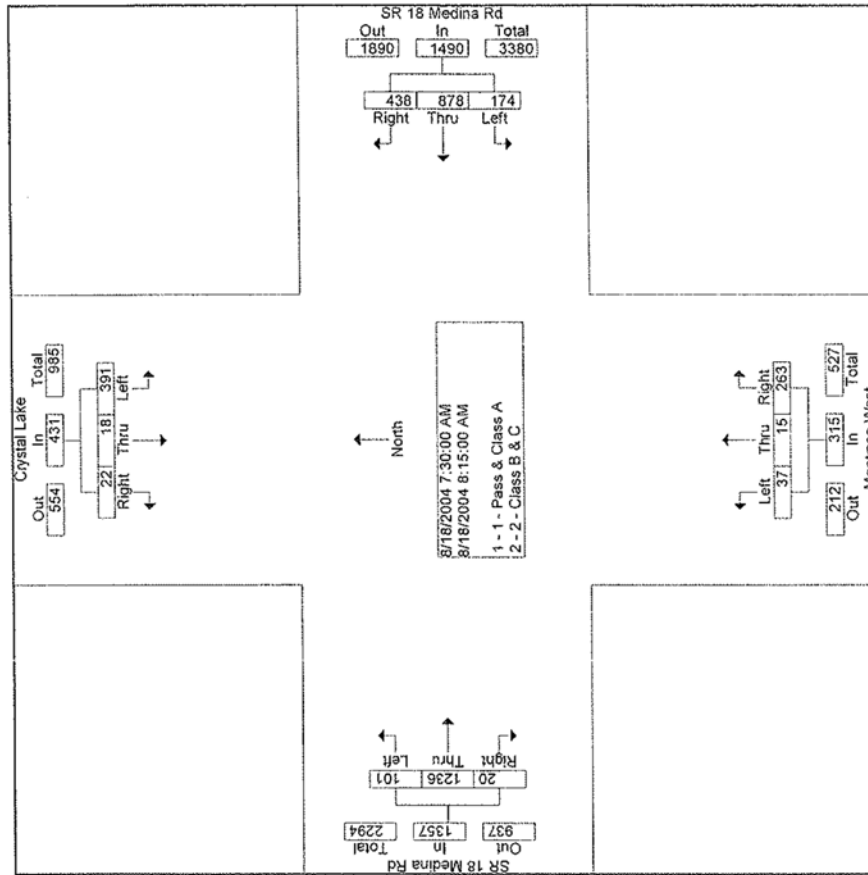 SR 18 Medina Rd
Out In Total
1890 1490 3380
438 878 174
Right Thru Left
Crystal Lake
Out In Total
554 431 985
22 18 391
Right Thru Left
North
8/18/2004 7:30:00 AM
8/18/2004 8:15:00 AM
1 - 1 - Pass & Class A
2 - 2 - Class B & C
Left Thru Right
37 15 263
212 315 527
Out In Total
West
Left Thru Right
101 1236 20
2294 1357 937
Total In Out
SR 18 Medina Rd